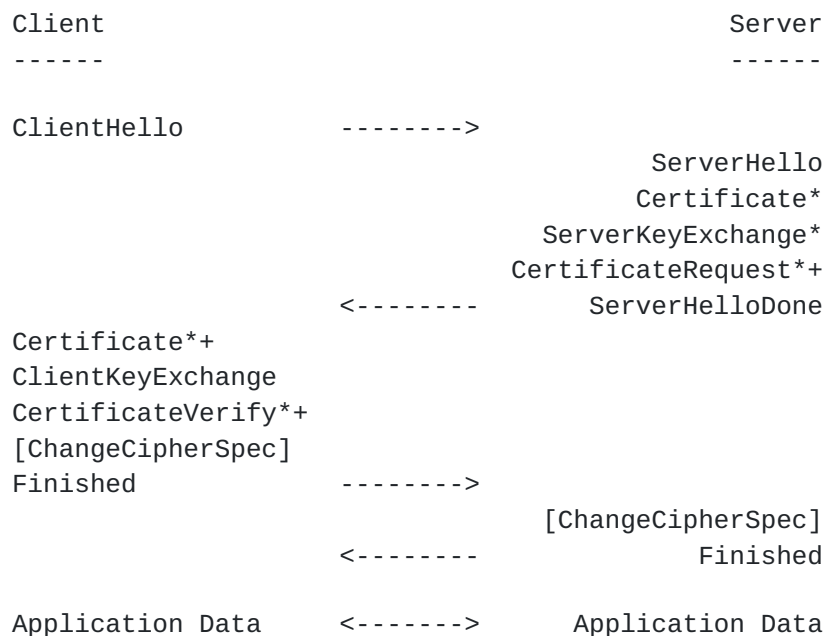 Client                                        Server
------                                        ------
ClientHello          -------->
ServerHello
Certificate*
ServerKeyExchange*
CertificateRequest*+
<--------       ServerHelloDone
Certificate*+
ClientKeyExchange
CertificateVerify*+
[ChangeCipherSpec]
Finished             -------->
[ChangeCipherSpec]
<--------              Finished
Application Data     <------->      Application Data